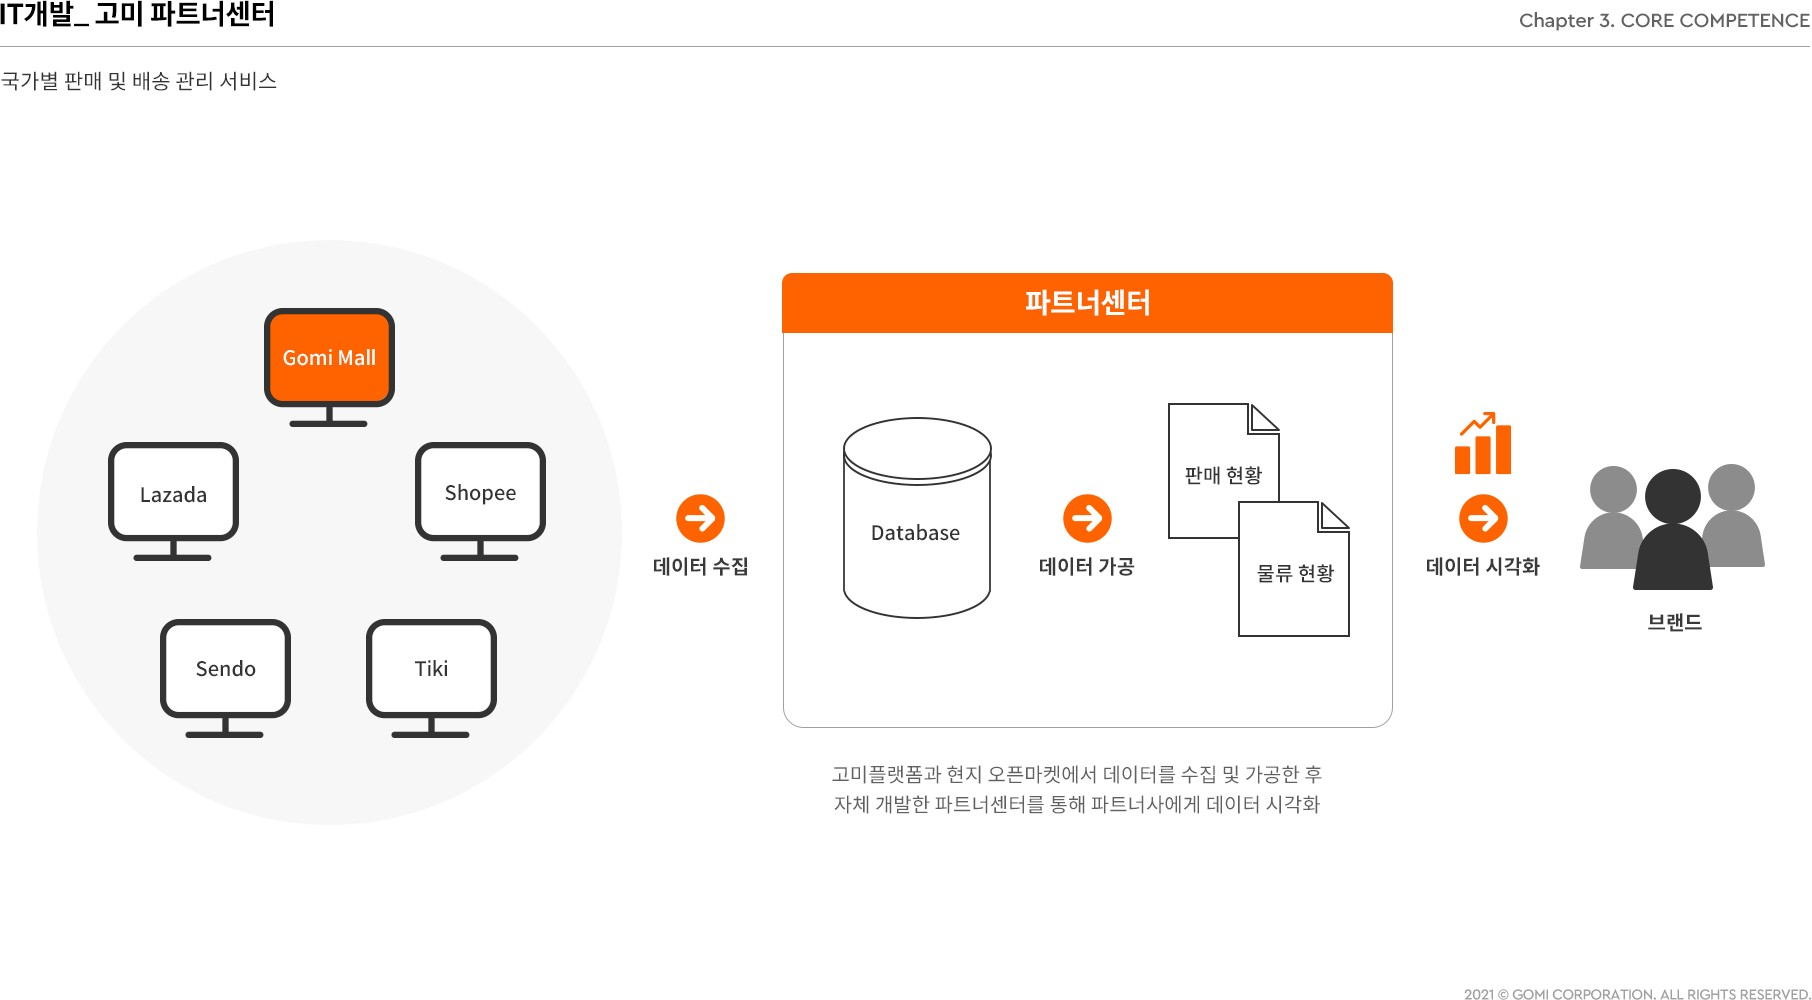 IT개발_ 고미 파트너센터
Chapter 3. CORE COMPETENCE
국가별 판매 및 배송 관리 서비스
Gomi Mall
Lazada
Shopee
Sendo
Tiki
데이터 수집
파트너센터
Database
데이터 가공
판매 현황
물류 현황
데이터 시각화
브랜드
고미플랫폼과 현지 오픈마켓에서 데이터를 수집 및 가공한 후
자체 개발한 파트너센터를 통해 파트너사에게 데이터 시각화
2021 © GOMI CORPORATION. ALL RIGHTS RESERVED.